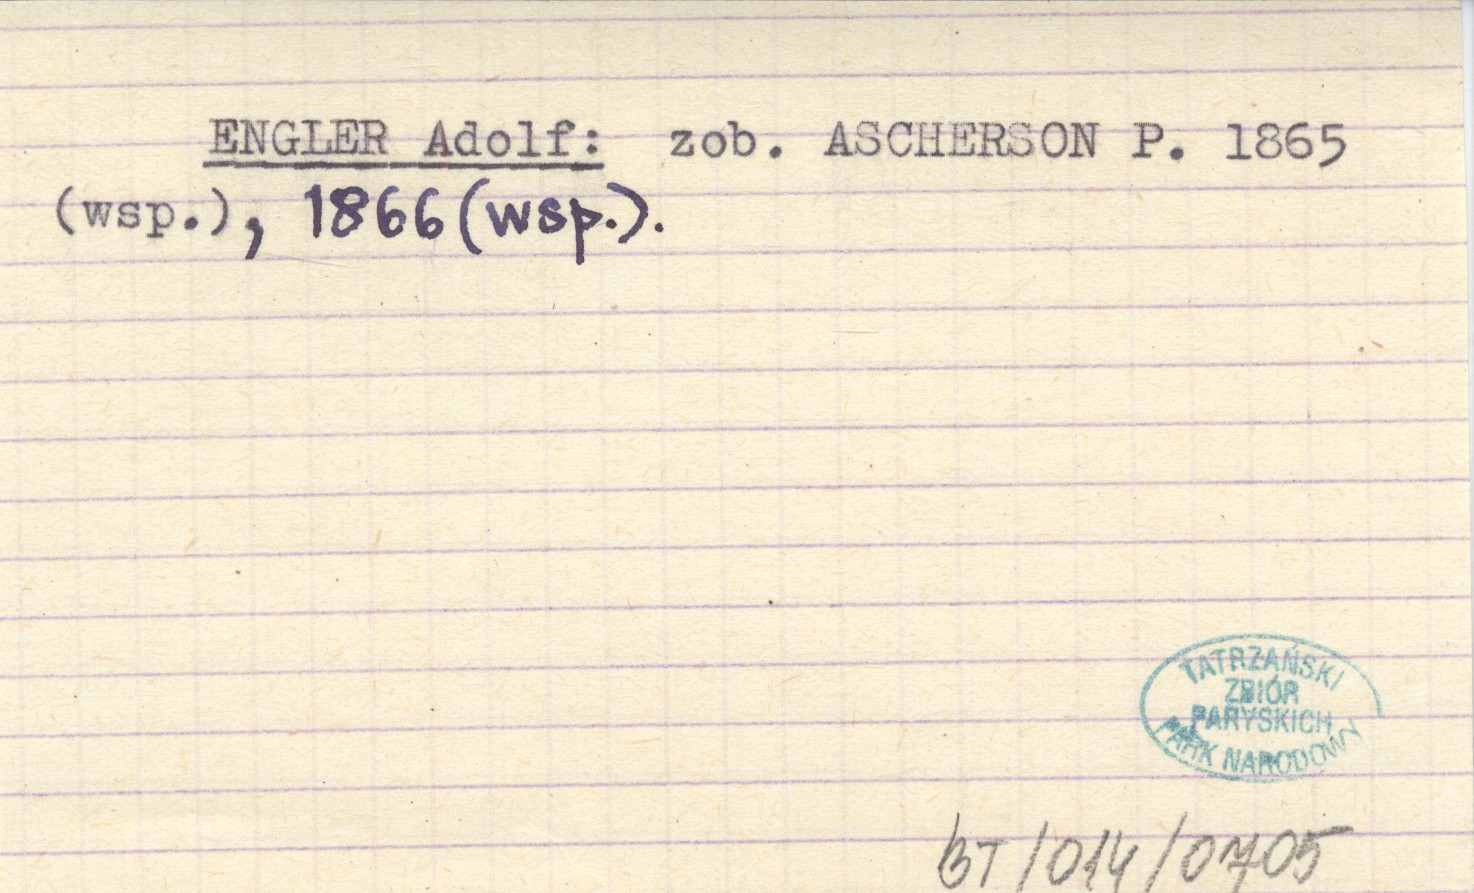 ENGLER Adolf: zob. ASCHERSON P. 1865
(wsp.), 1866 (wsp.).
TATRZAŃSKI
ZBIÓR
PARYSKICH
PARK NARODOWY
BT/014/0705